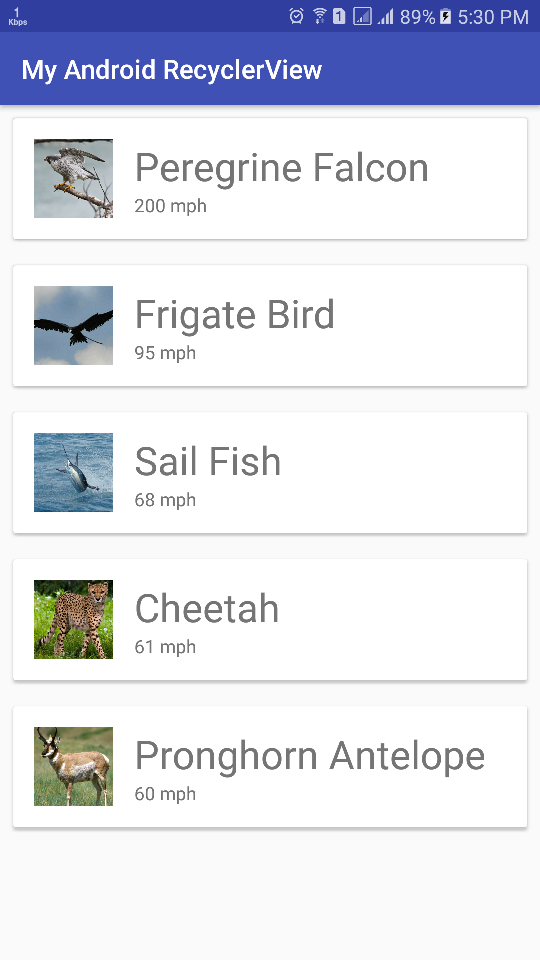 1
Kbps
1
89%
5:30 PM
My Android RecyclerView
Peregrine Falcon
200 mph
Frigate Bird
95 mph
Sail Fish
68 mph
Cheetah
61 mph
Pronghorn Antelope
60 mph